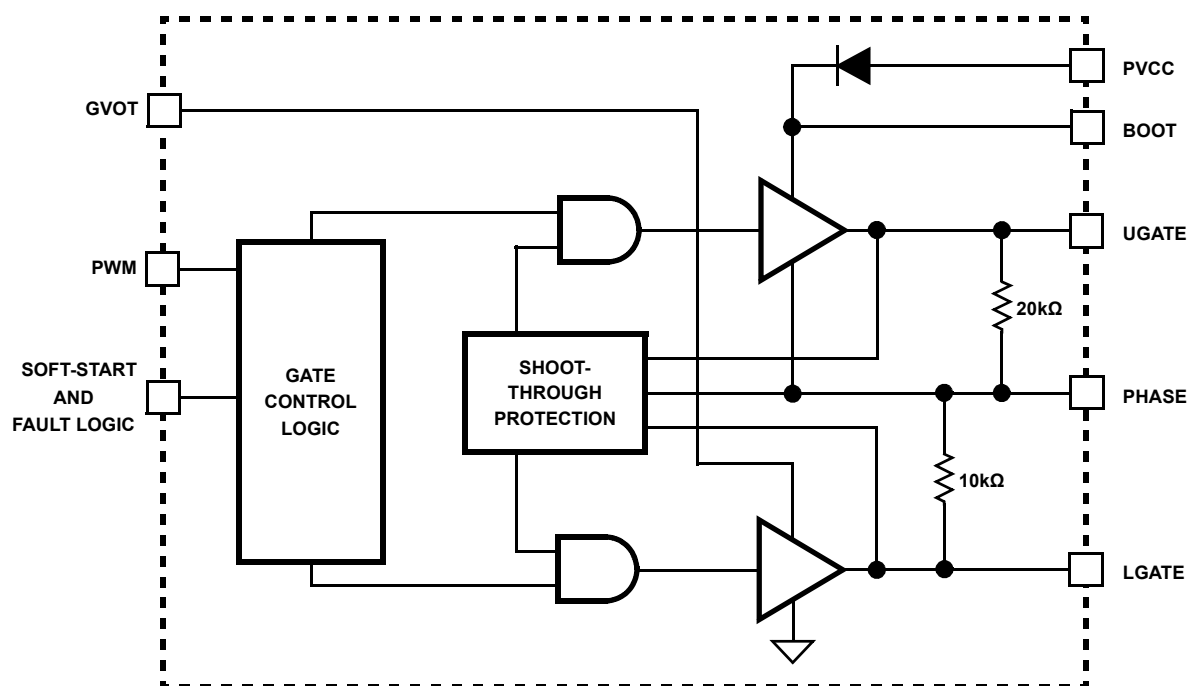 PVCC
GVOT
BOOT
UGATE
PWM
20kΩ
SOFT-START
AND
FAULT LOGIC
GATE
CONTROL
LOGIC
SHOOT-
THROUGH
PROTECTION
PHASE
10kΩ
LGATE